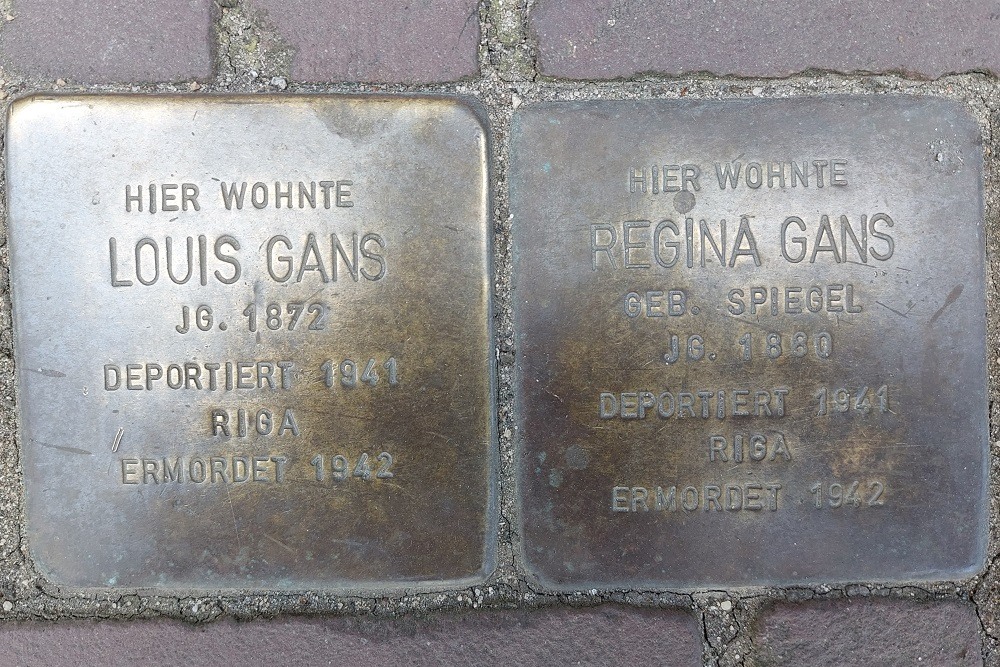 HIER WOHNTE
LOUIS GANS
JG. 1872
DEPORTIERT 1941
RIGA
ERMORDET 1942
HIER WOHNTE
REGINA GANS
GEB. SPIEGEL
JG. 1880
DEPORTIERT 1941
RIGA
ERMORDET 1942